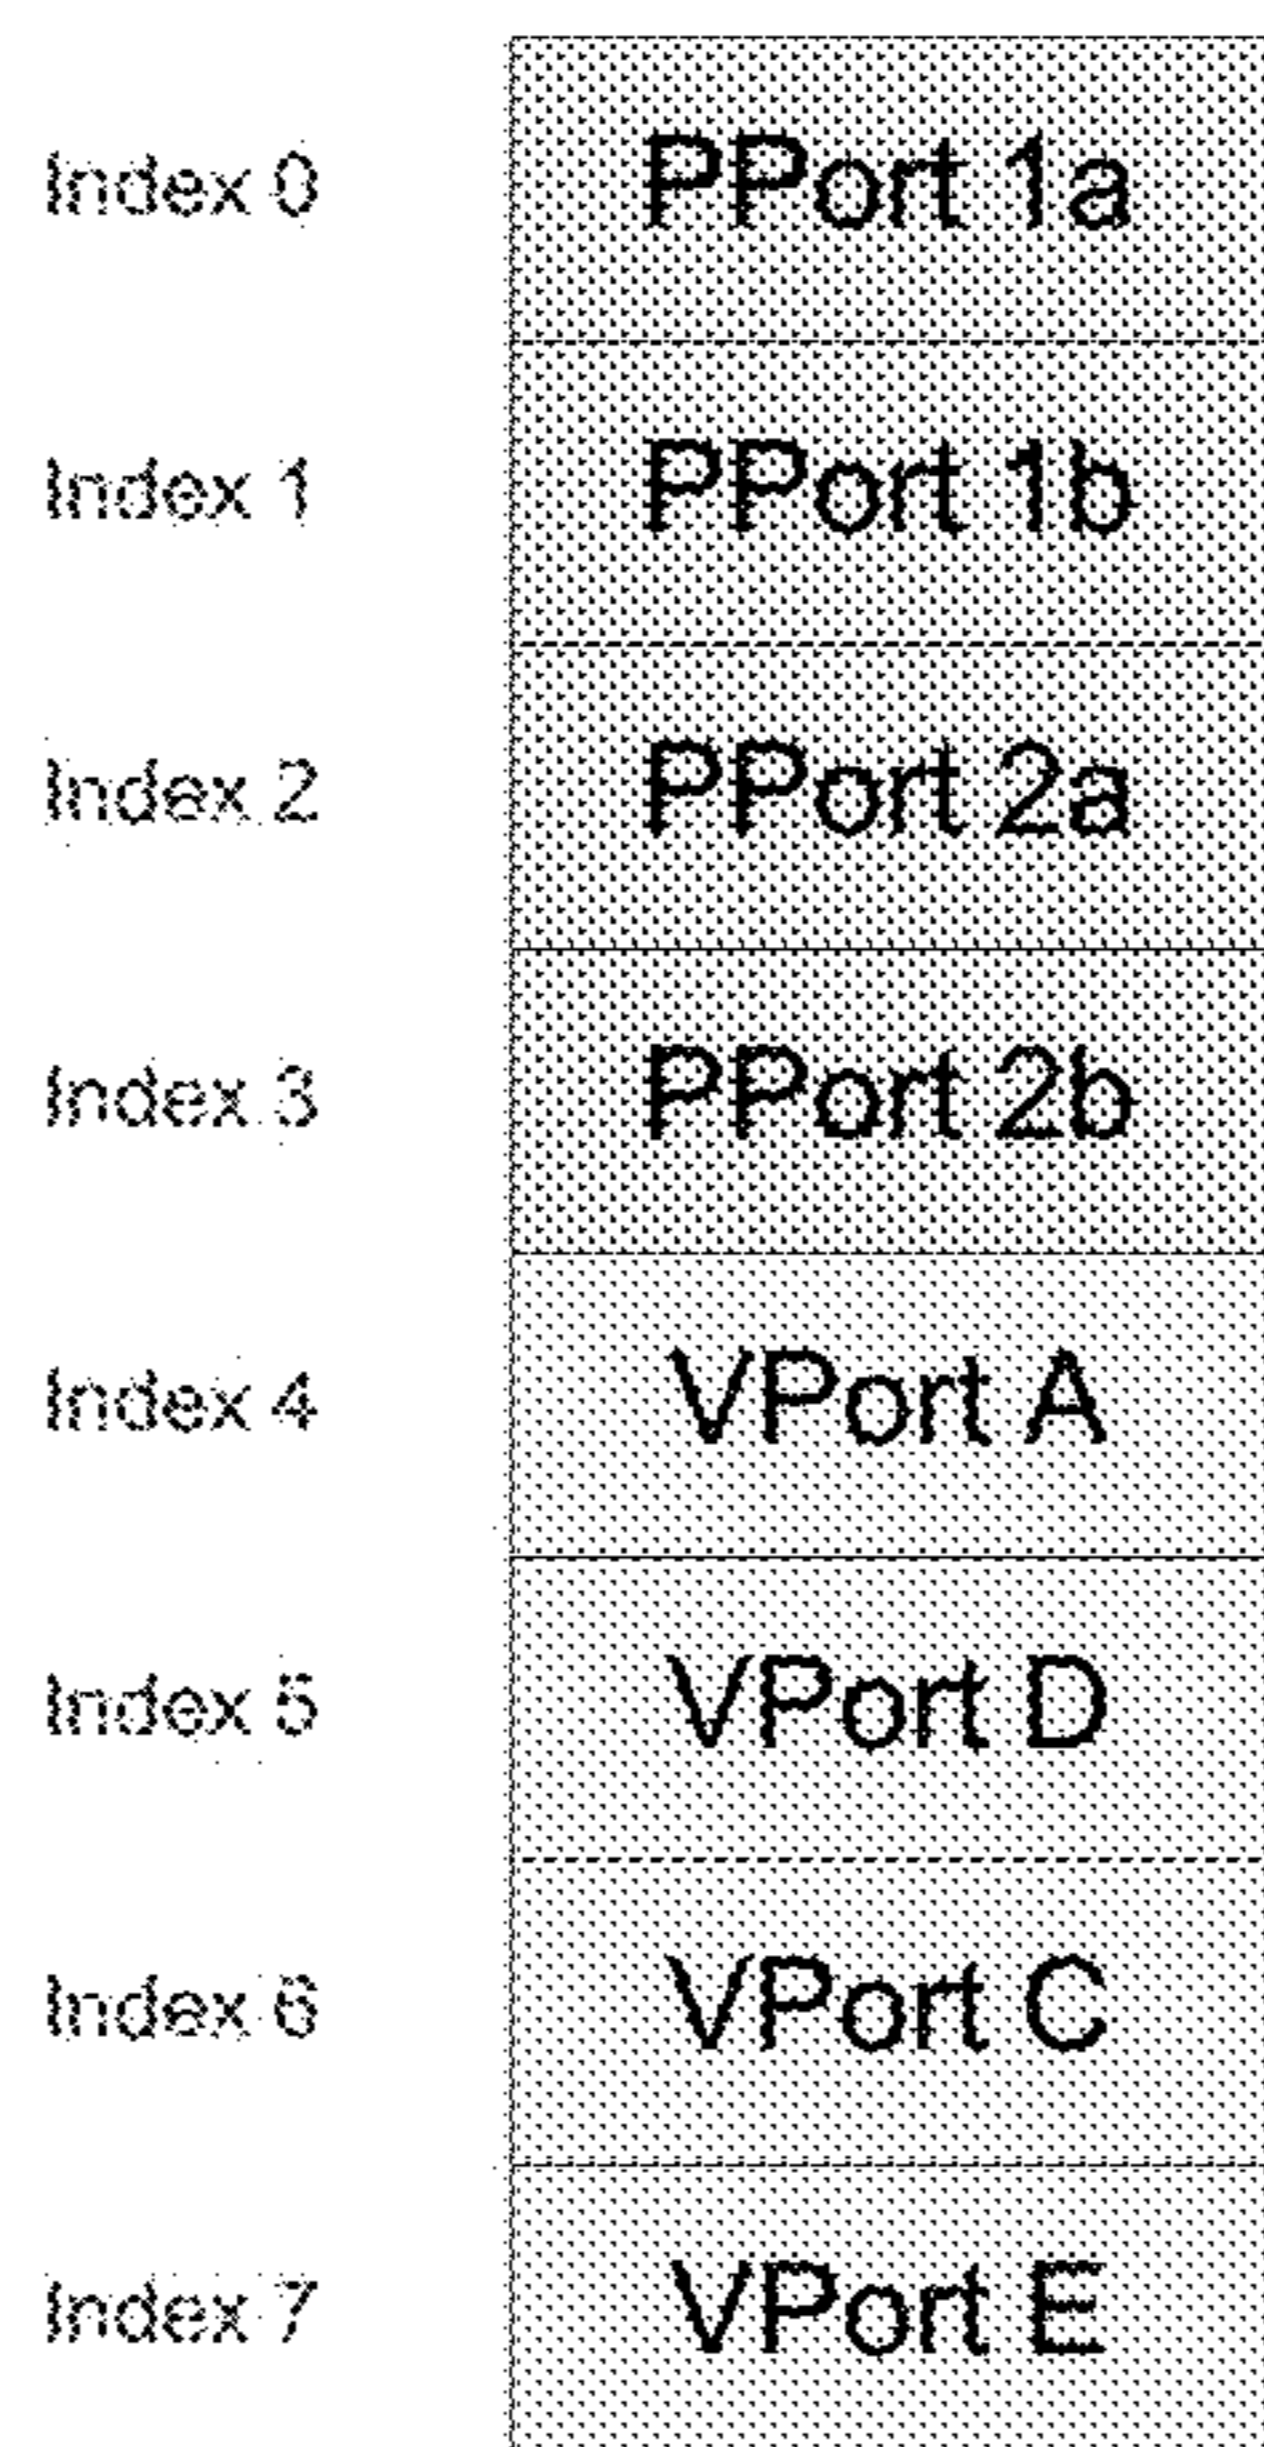 Index 0 PPort 1a
Index 1 PPort 1b
Index 2 PPort 2a
Index 3 PPort 2b
Index 4 VPort A
Index 5 VPort D
Index 6 VPort C
Index 7 VPort E